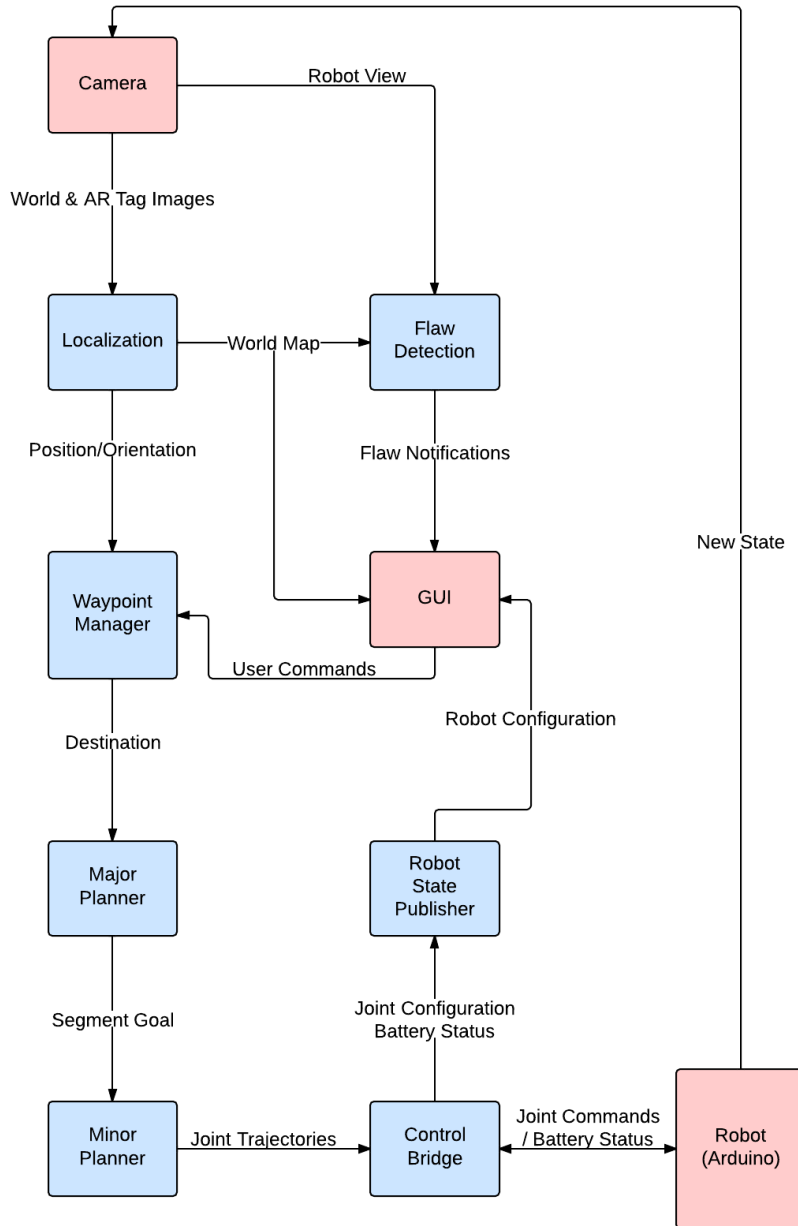 Camera
Robot View
World & AR Tag Images
Localization
World Map
Flaw
Detection
Position/Orientation
Flaw Notifications
New State
Waypoint
Manager
GUI
User Commands
Robot Configuration
Destination
Major
Planner
Robot
State
Publisher
Segment Goal
Joint Configuration
Battery Status
Minor
Planner
Joint Trajectories
Control
Bridge
Joint Commands
/ Battery Status
Robot
(Arduino)